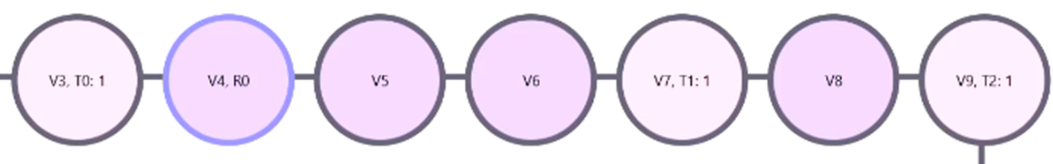 V3, T0: 1
V4, R0
V5
V6
V7, T1: 1
V8
V9, T2: 1